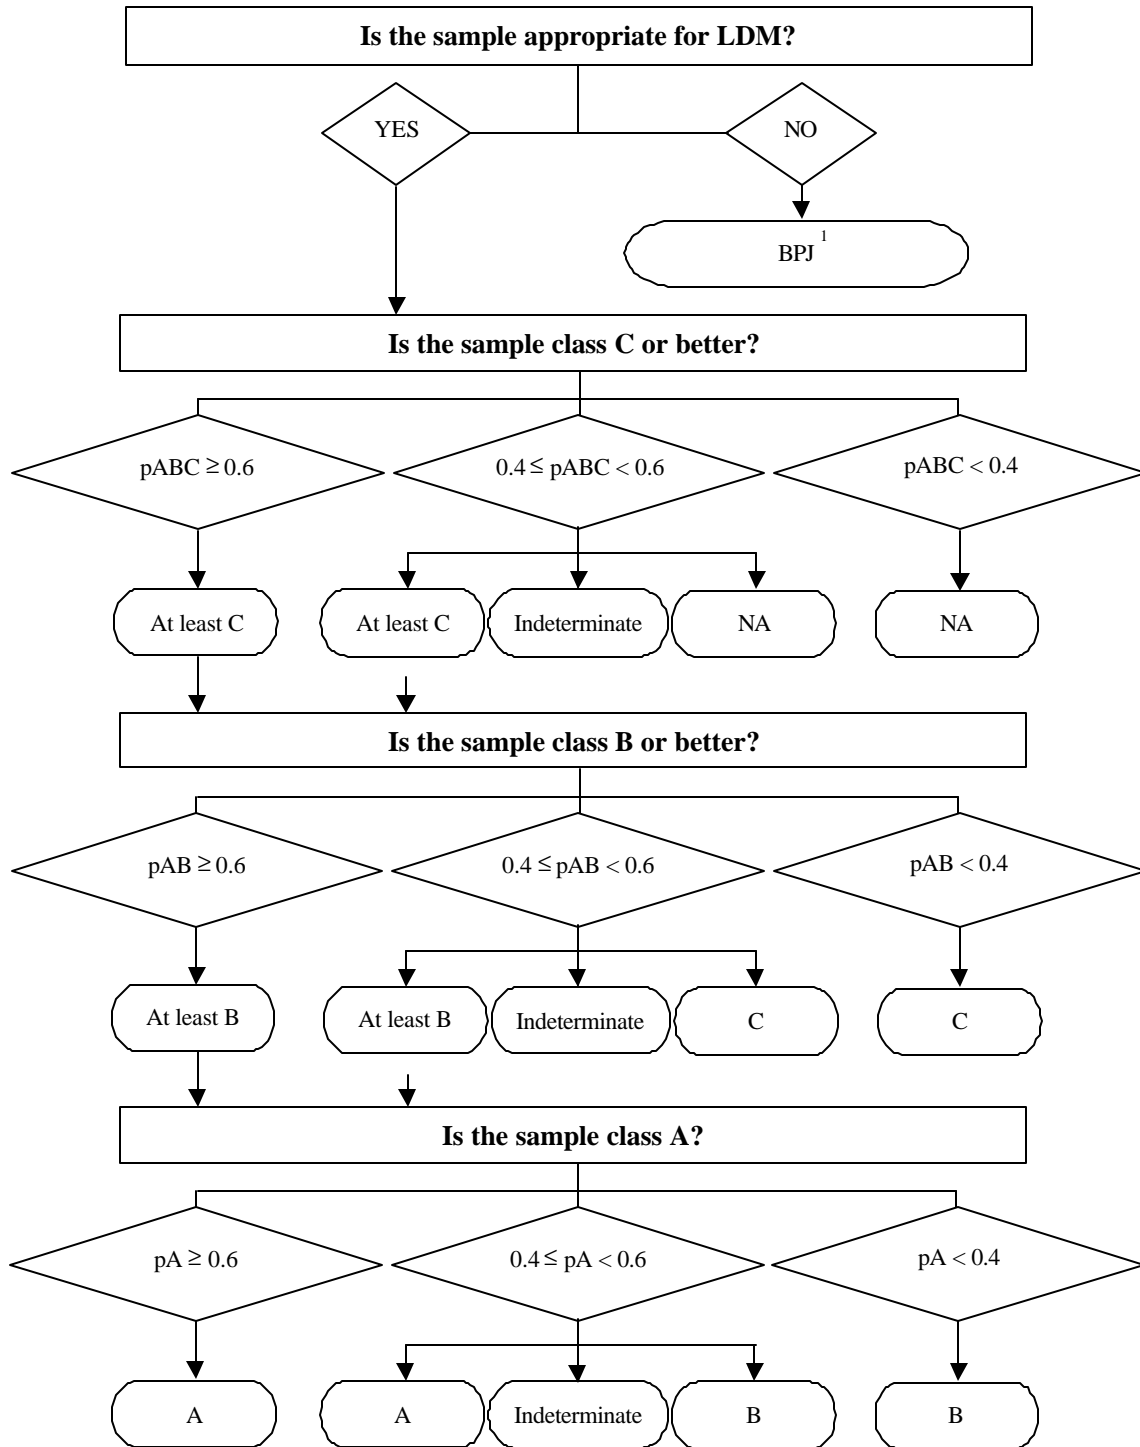 Is the sample appropriate for LDM?
YES
NO
BPJ 1
Is the sample class C or better?
pABC ≥ 0.6
0.4 ≤ pABC < 0.6
pABC < 0.4
At least C
At least C
Indeterminate
NA
NA
Is the sample class B or better?
pAB ≥ 0.6
0.4 ≤ pAB < 0.6
pAB < 0.4
At least B
At least B
Indeterminate
C
C
Is the sample class A?
pA ≥ 0.6
0.4 ≤ pA < 0.6
pA < 0.4
A
A
Indeterminate
B
B